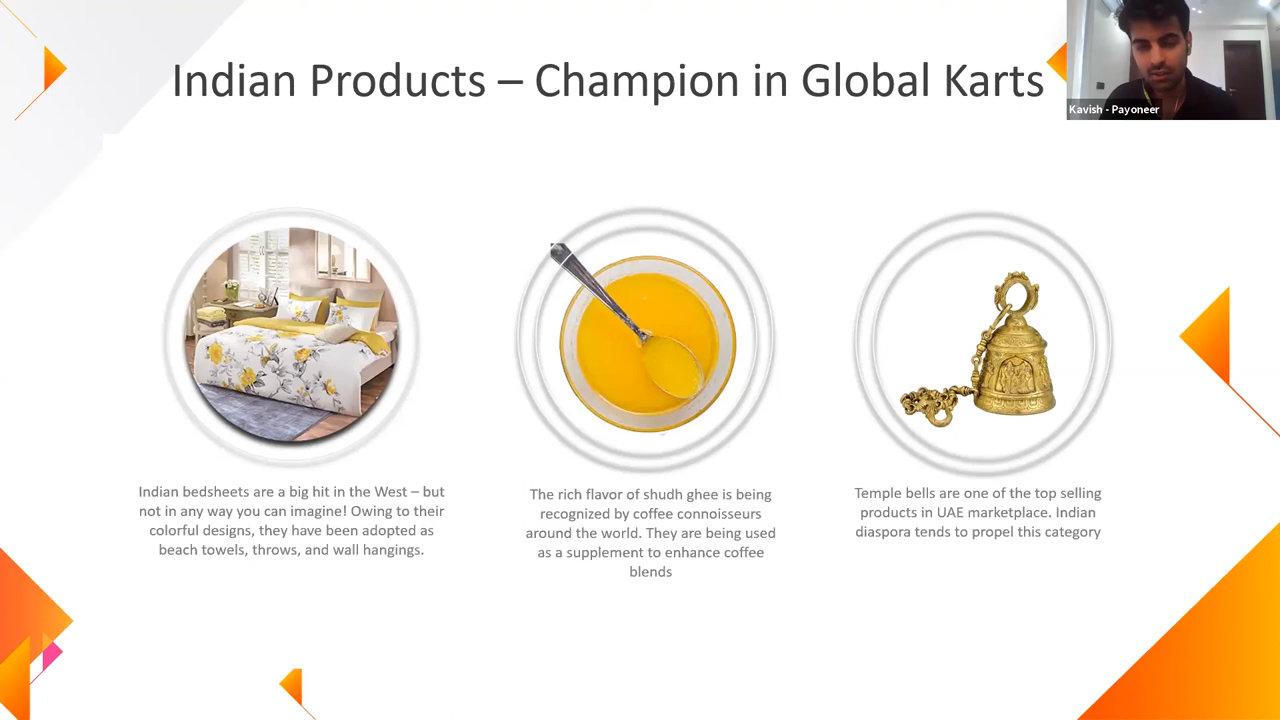 Indian Products – Champion in Global Karts
Kavish - Payoneer
Indian bedsheets are a big hit in the West – but
not in any way you can imagine! Owing to their
colorful designs, they have been adopted as
beach towels, throws, and wall hangings.
The rich flavor of shudh ghee is being
recognized by coffee connoisseurs
around the world. They are being used
as a supplement to enhance coffee
blends
Temple bells are one of the top selling
products in UAE marketplace. Indian
diaspora tends to propel this category